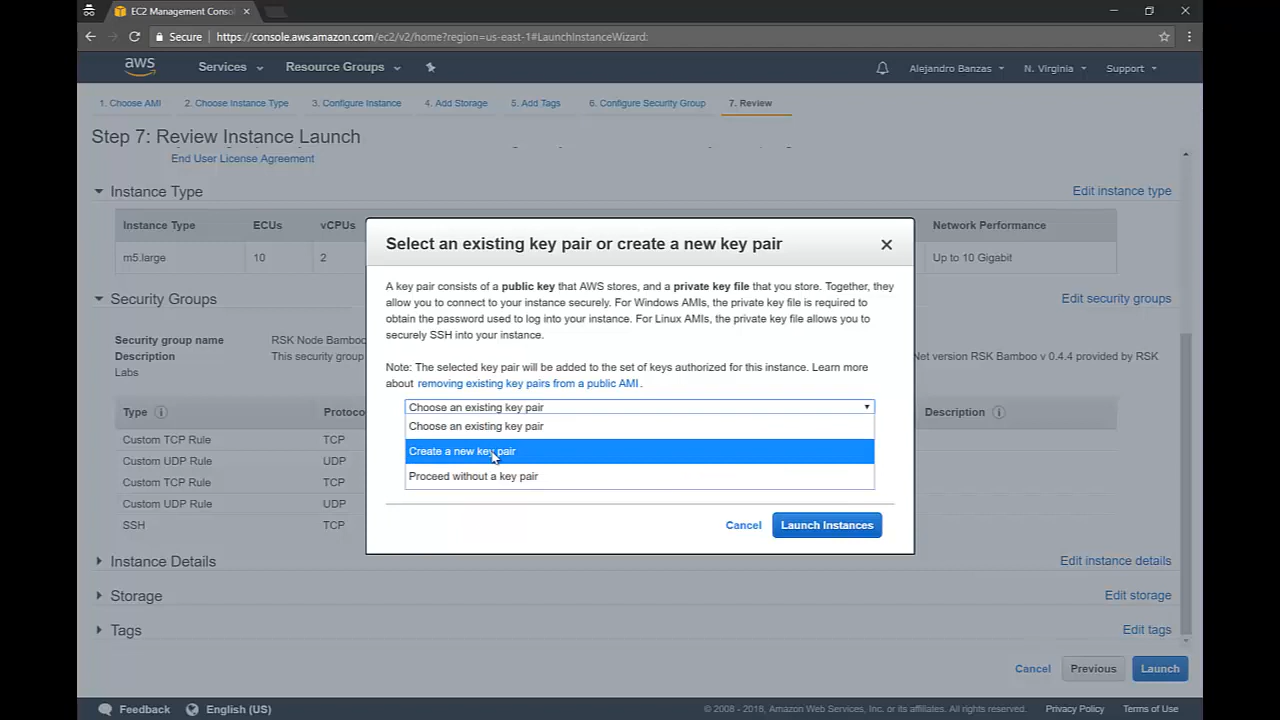 EC2 Management Consol
Secure
https://console.aws.amazon.com/ec2/v2/home?region=us-east-1#LaunchInstanceWizard:
aws
Services
Resource Groups
Alejandro Banzas
N. Virginia
Support
1. Choose AMI
2. Choose Instance Type
3. Configure Instance
4. Add Storage
5. Add Tags
6. Configure Security Group
7. Review
Step 7: Review Instance Launch
End User License Agreement
Instance Type
Edit instance type
Instance Type
ECUs
vCPUs
Network Performance
m5.large
10
2
Up to 10 Gigabit
Security Groups
Edit security groups
Security group name
RSK Node Bamboo
Description
This security group
Net version RSK Bamboo v 0.4.4 provided by RSK
Labs
Type
Protoco
Description
Custom TCP Rule
TCP
Custom UDP Rule
UDP
Custom TCP Rule
TCP
Custom UDP Rule
UDP
SSH
TCP
Instance Details
Edit instance details
Storage
Edit storage
Tags
Edit tags
Select an existing key pair or create a new key pair
A key pair consists of a public key that AWS stores, and a private key file that you store. Together, they
allow you to connect to your instance securely. For Windows AMIs, the private key file is required to
obtain the password used to log into your instance. For Linux AMIs, the private key file allows you to
securely SSH into your instance.
Note: The selected key pair will be added to the set of keys authorized for this instance. Learn more
about removing existing key pairs from a public AMI.
Choose an existing key pair
Choose an existing key pair
Create a new key pair
Proceed without a key pair
Cancel
Launch Instances
Cancel
Previous
Launch
Feedback
English (US)
© 2008 - 2018, Amazon Web Services, Inc. or its affiliates. All rights reserved.
Privacy Policy
Terms of Use